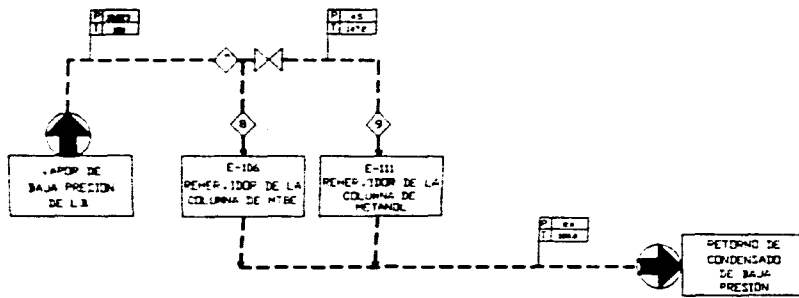 P
T
P
T
8
9
VAPOR DE
BAJA PRESION
DE L.B
E-106
REHERVIDOR DE LA
COLUMNA DE MTBE
E-111
REHERVIDOR DE LA
COLUMNA DE
METANOL
P
T
RETORNO DE
CONDENSADO
DE BAJA
PRESIÓN